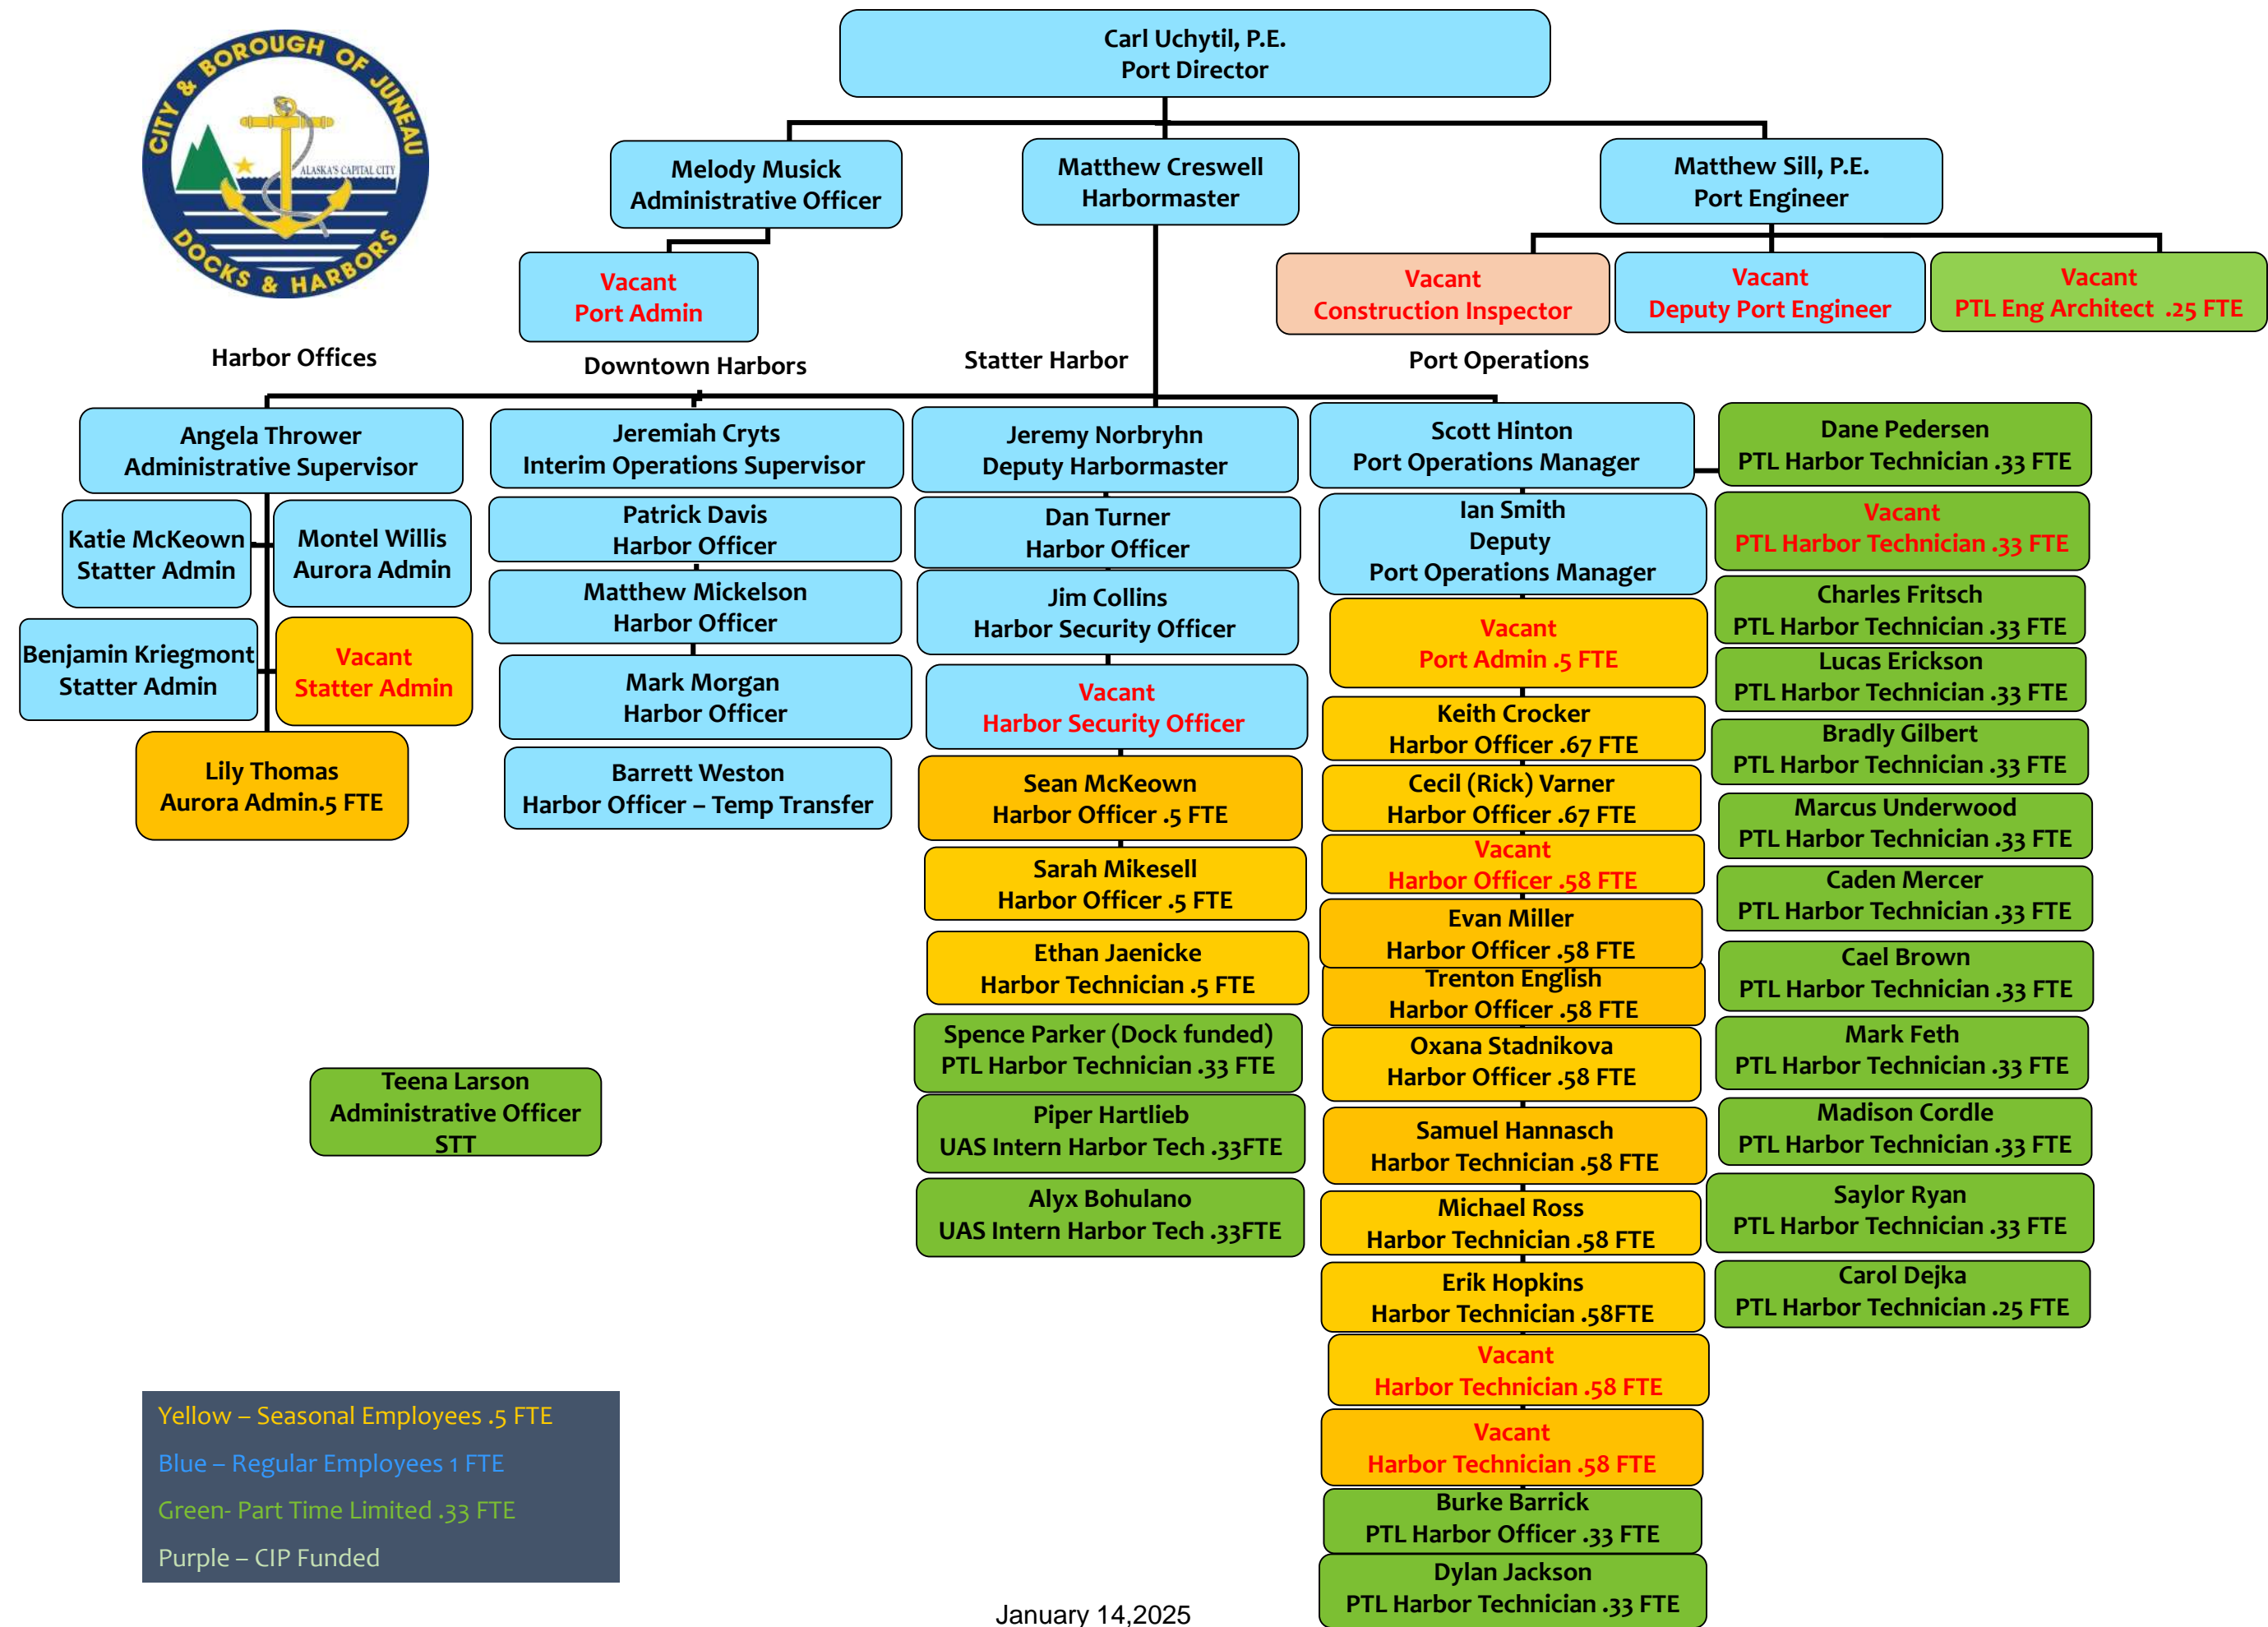 CITY & BOROUGH OF JUNEAU
ALASKA'S CAPITAL CITY
DOCKS & HARBORS
Carl Uchytil, P.E.
Port Director
Melody Musick
Administrative Officer
Matthew Creswell
Harbormaster
Matthew Sill, P.E.
Port Engineer
Vacant
Port Admin
Vacant
Construction Inspector
Vacant
Deputy Port Engineer
Vacant
PTL Eng Architect .25 FTE
Harbor Offices
Downtown Harbors
Statter Harbor
Port Operations
Angela Thrower
Administrative Supervisor
Katie McKeown
Statter Admin
Montel Willis
Aurora Admin
Benjamin Kriegmont
Statter Admin
Vacant
Statter Admin
Lily Thomas
Aurora Admin.5 FTE
Jeremiah Cryts
Interim Operations Supervisor
Patrick Davis
Harbor Officer
Matthew Mickelson
Harbor Officer
Mark Morgan
Harbor Officer
Barrett Weston
Harbor Officer – Temp Transfer
Jeremy Norbryhn
Deputy Harbormaster
Dan Turner
Harbor Officer
Jim Collins
Harbor Security Officer
Vacant
Harbor Security Officer
Sean McKeown
Harbor Officer .5 FTE
Sarah Mikesell
Harbor Officer .5 FTE
Ethan Jaenicke
Harbor Technician .5 FTE
Spence Parker (Dock funded)
PTL Harbor Technician .33 FTE
Piper Hartlieb
UAS Intern Harbor Tech .33FTE
Alyx Bohulano
UAS Intern Harbor Tech .33FTE
Scott Hinton
Port Operations Manager
Ian Smith
Deputy
Port Operations Manager
Vacant
Port Admin .5 FTE
Keith Crocker
Harbor Officer .67 FTE
Cecil (Rick) Varner
Harbor Officer .67 FTE
Vacant
Harbor Officer .58 FTE
Evan Miller
Harbor Officer .58 FTE
Trenton English
Harbor Officer .58 FTE
Oxana Stadnikova
Harbor Officer .58 FTE
Samuel Hannasch
Harbor Technician .58 FTE
Michael Ross
Harbor Technician .58 FTE
Erik Hopkins
Harbor Technician .58FTE
Vacant
Harbor Technician .58 FTE
Vacant
Harbor Technician .58 FTE
Burke Barrick
PTL Harbor Officer .33 FTE
Dylan Jackson
PTL Harbor Technician .33 FTE
Dane Pedersen
PTL Harbor Technician .33 FTE
Vacant
PTL Harbor Technician .33 FTE
Charles Fritsch
PTL Harbor Technician .33 FTE
Lucas Erickson
PTL Harbor Technician .33 FTE
Bradly Gilbert
PTL Harbor Technician .33 FTE
Marcus Underwood
PTL Harbor Technician .33 FTE
Caden Mercer
PTL Harbor Technician .33 FTE
Cael Brown
PTL Harbor Technician .33 FTE
Mark Feth
PTL Harbor Technician .33 FTE
Madison Cordle
PTL Harbor Technician .33 FTE
Saylor Ryan
PTL Harbor Technician .33 FTE
Carol Dejka
PTL Harbor Technician .25 FTE
Teena Larson
Administrative Officer
STT
Yellow – Seasonal Employees .5 FTE
Blue – Regular Employees 1 FTE
Green- Part Time Limited .33 FTE
Purple – CIP Funded
January 14,2025